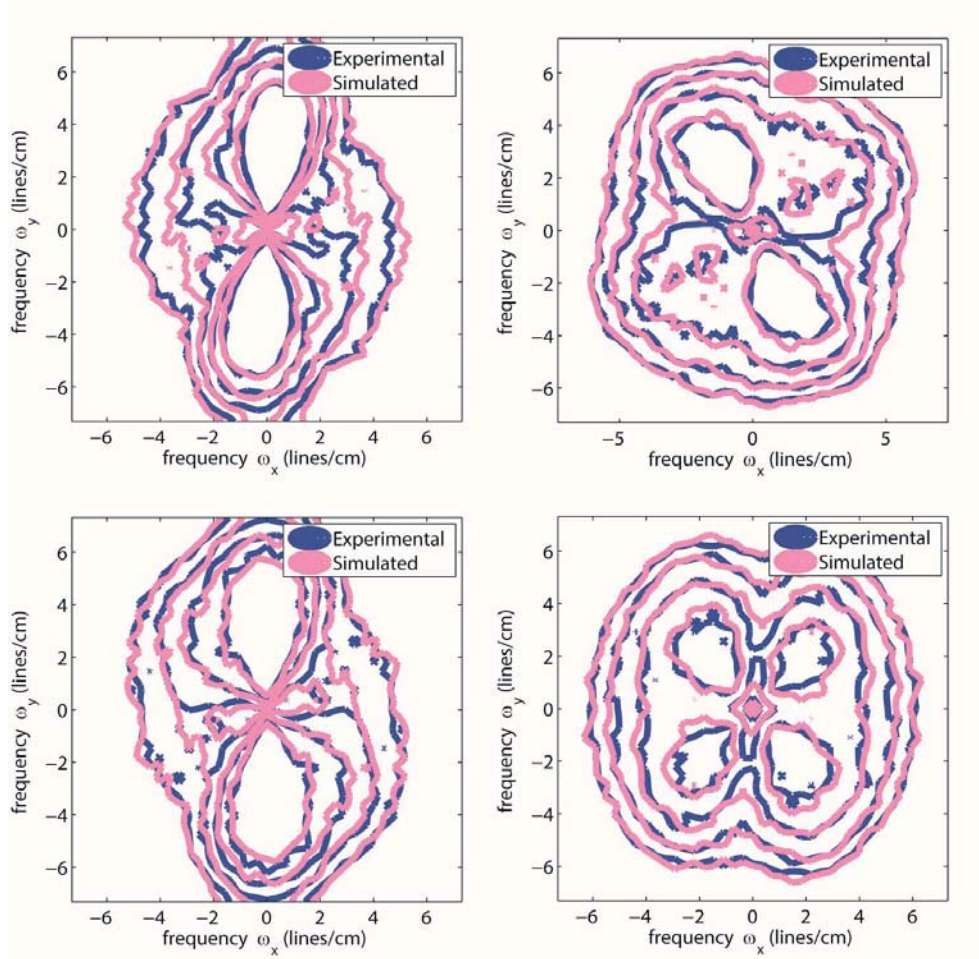 Experimental
Simulated
6
4
2
0
−2
−4
−6
frequency ω_y (lines/cm)
−6 −4 −2 0 2 4 6
frequency ω_x (lines/cm)
Experimental
Simulated
6
4
2
0
−2
−4
−6
frequency ω_y (lines/cm)
−5 0 5
frequency ω_x (lines/cm)
Experimental
Simulated
6
4
2
0
−2
−4
−6
frequency ω_y (lines/cm)
−6 −4 −2 0 2 4 6
frequency ω_x (lines/cm)
Experimental
Simulated
6
4
2
0
−2
−4
−6
frequency ω_y (lines/cm)
−6 −4 −2 0 2 4 6
frequency ω_x (lines/cm)